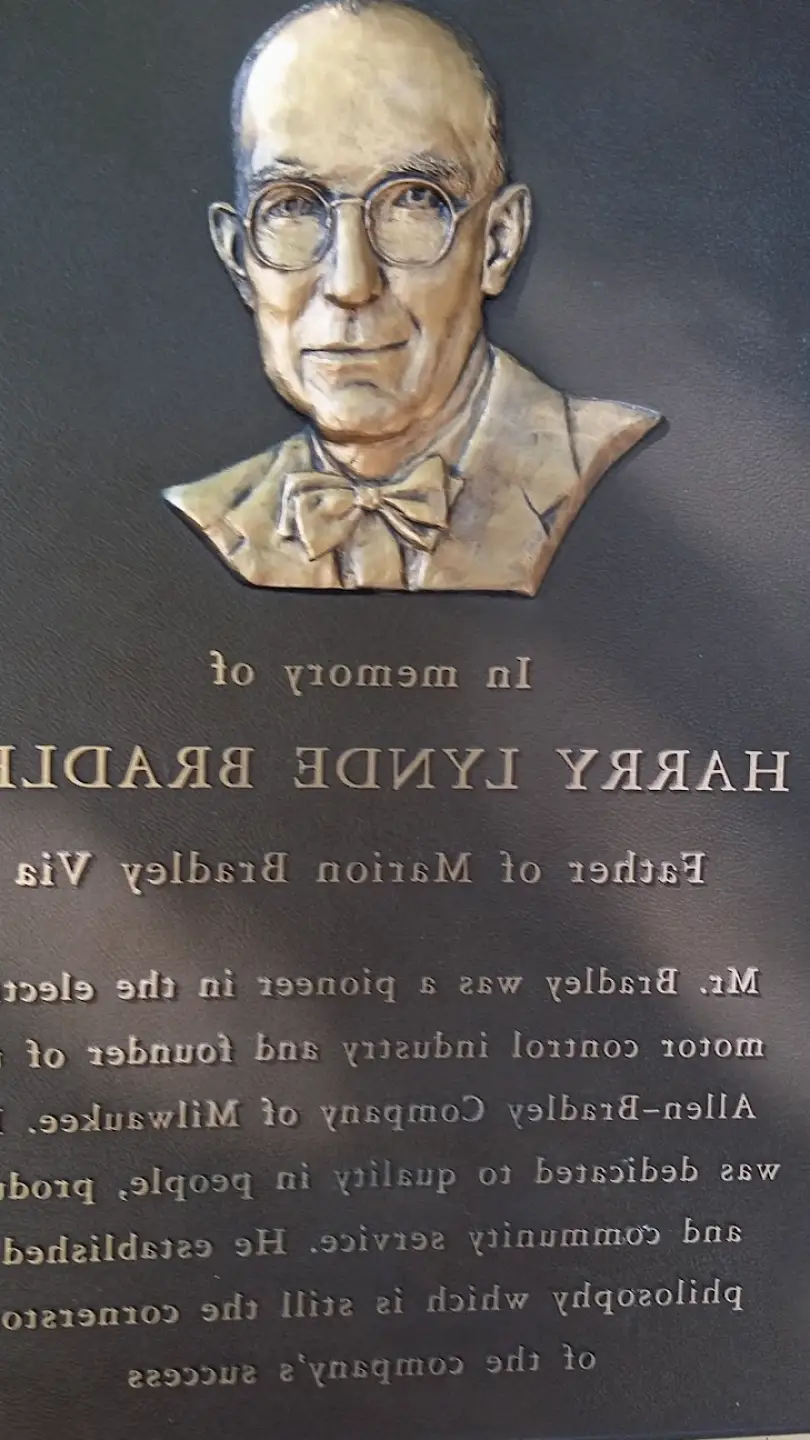 In memory of
HARRY LYNDE BRADL
Father of Marion Bradley Via
Mr. Bradley was a pioneer in the elect
motor control industry and founder of
Allen-Bradley Company of Milwaukee.
was dedicated to quality in people, produ
and community service. He established
philosophy which is still the cornersto
of the company's success